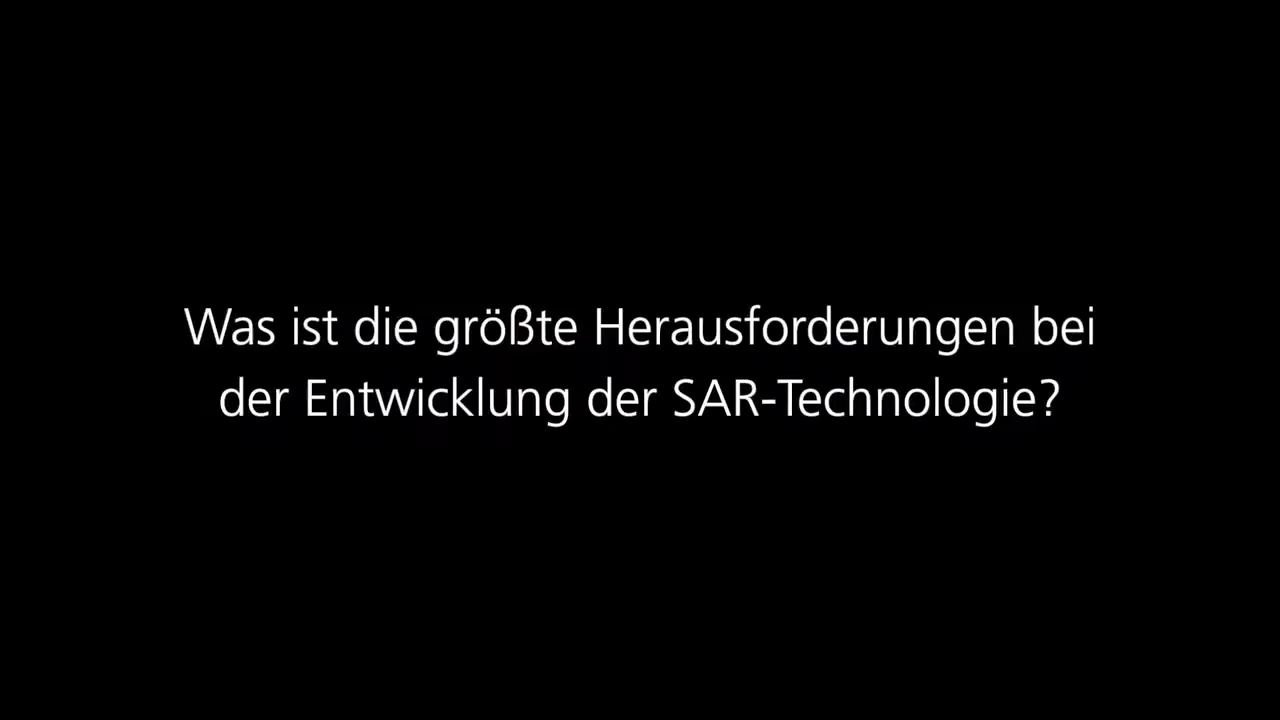 Was ist die größte Herausforderungen bei
der Entwicklung der SAR-Technologie?